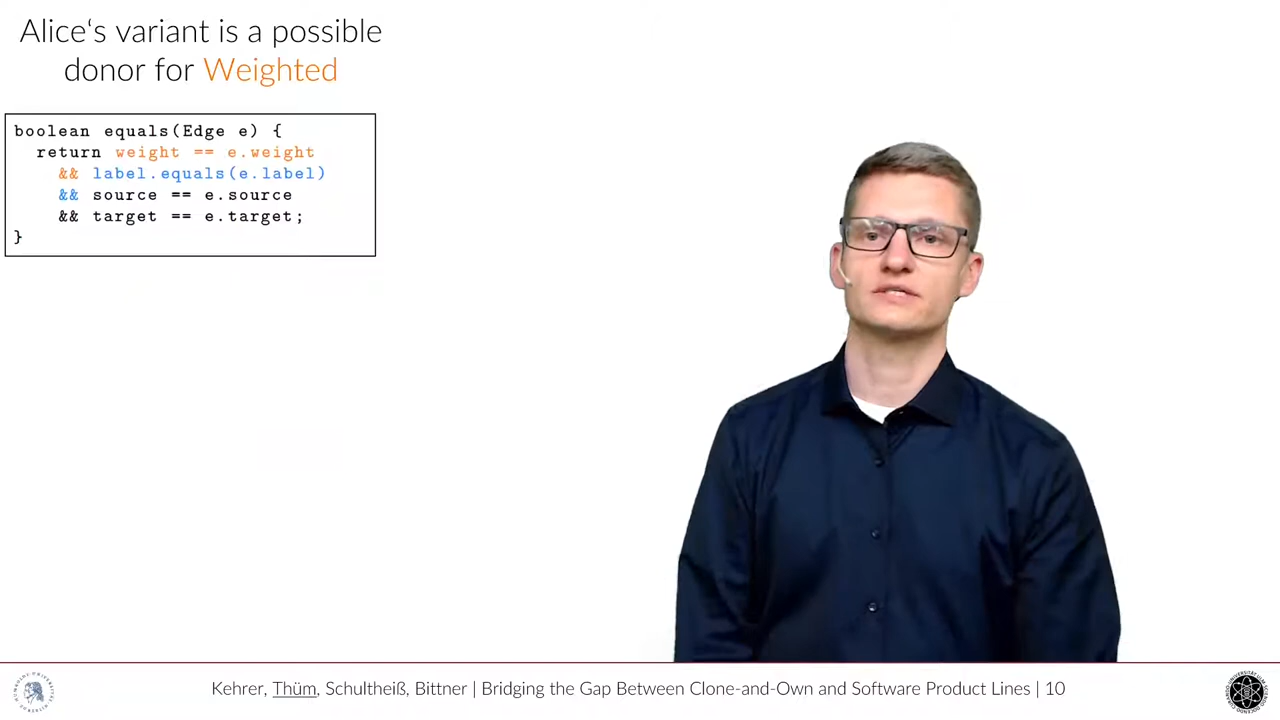 Alice‘s variant is a possible
donor for Weighted
boolean equals(Edge e) {
return weight == e.weight
&& label.equals(e.label)
&& source == e.source
&& target == e.target;
}
Kehrer, Thüm, Schultheiß, Bittner | Bridging the Gap Between Clone-and-Own and Software Product Lines | 10